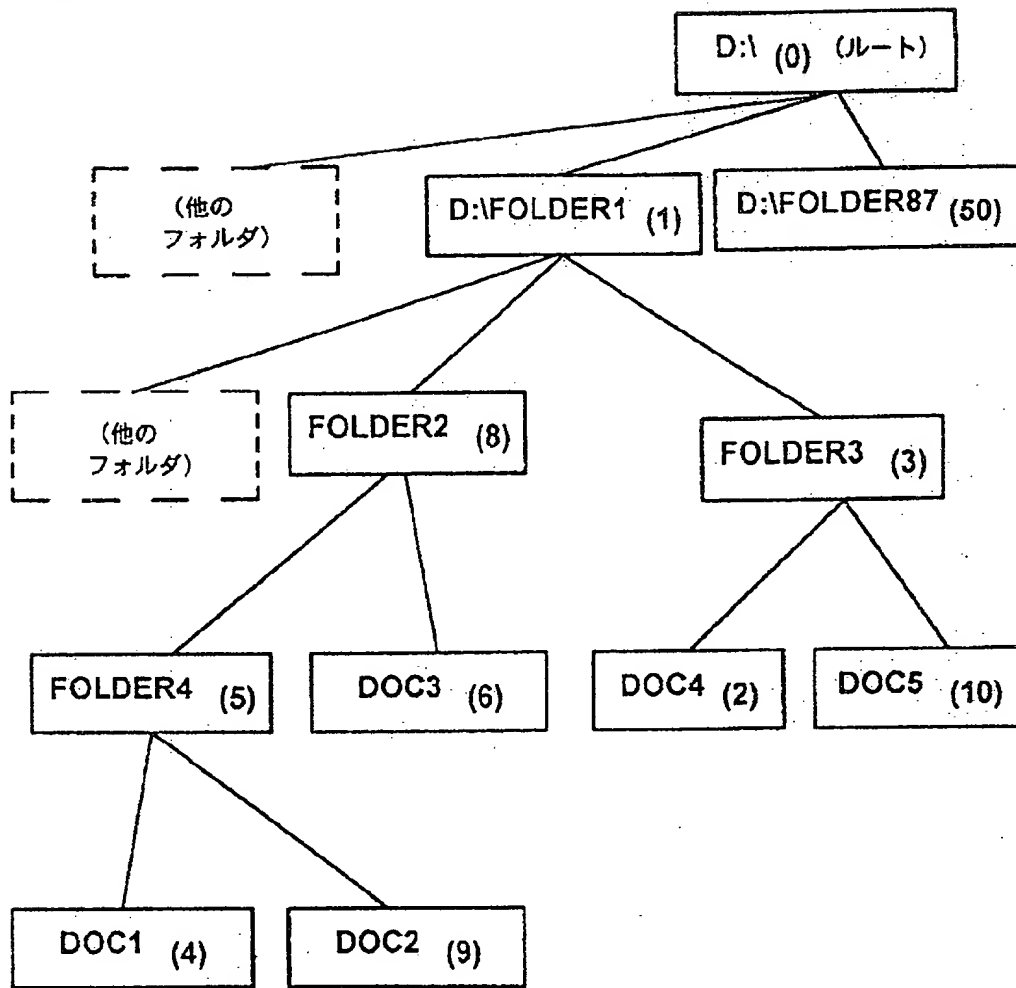 D:\ (0) (ルート)
(他の
フォルダ)
D:\FOLDER1 (1)
D:\FOLDER87 (50)
(他の
フォルダ)
FOLDER2 (8)
FOLDER3 (3)
FOLDER4 (5)
DOC3 (6)
DOC4 (2)
DOC5 (10)
DOC1 (4)
DOC2 (9)